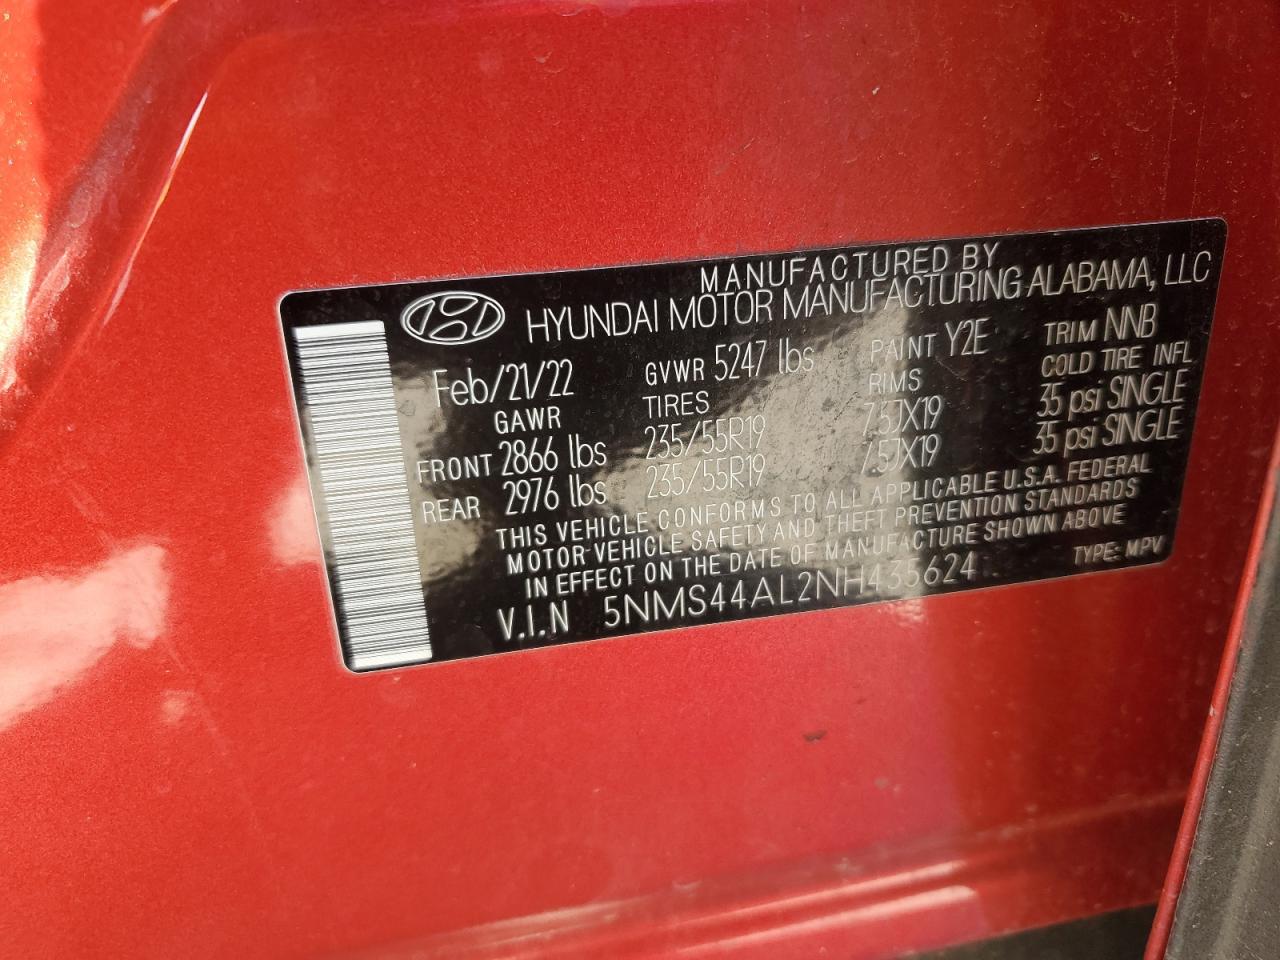 MANUFACTURED BY
HYUNDAI MOTOR MANUFACTURING ALABAMA, LLC
Feb/21/22 GVWR 5247 lbs PAINT Y2E TRIM NNB
GAWR TIRES RIMS COLD TIRE INFL
FRONT 2866 lbs 235/55R19 7.5JX19 35 psi SINGLE
REAR 2976 lbs 235/55R19 7.5JX19 35 psi SINGLE
THIS VEHICLE CONFORMS TO ALL APPLICABLE U.S.A. FEDERAL
MOTOR VEHICLE SAFETY AND THEFT PREVENTION STANDARDS
IN EFFECT ON THE DATE OF MANUFACTURE SHOWN ABOVE
V.I.N 5NMS44AL2NH435624 TYPE: MPV